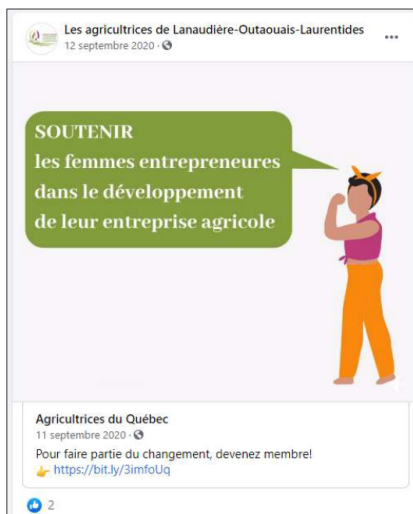 Les agricultrices de Lanaudière-Outaouais-Laurentides
12 septembre 2020 ·
SOUTENIR
les femmes entrepreneures
dans le développement
de leur entreprise agricole
Agricultrices du Québec
11 septembre 2020 ·
Pour faire partie du changement, devenez membre!
👉 https://bit.ly/3imfoUq
2